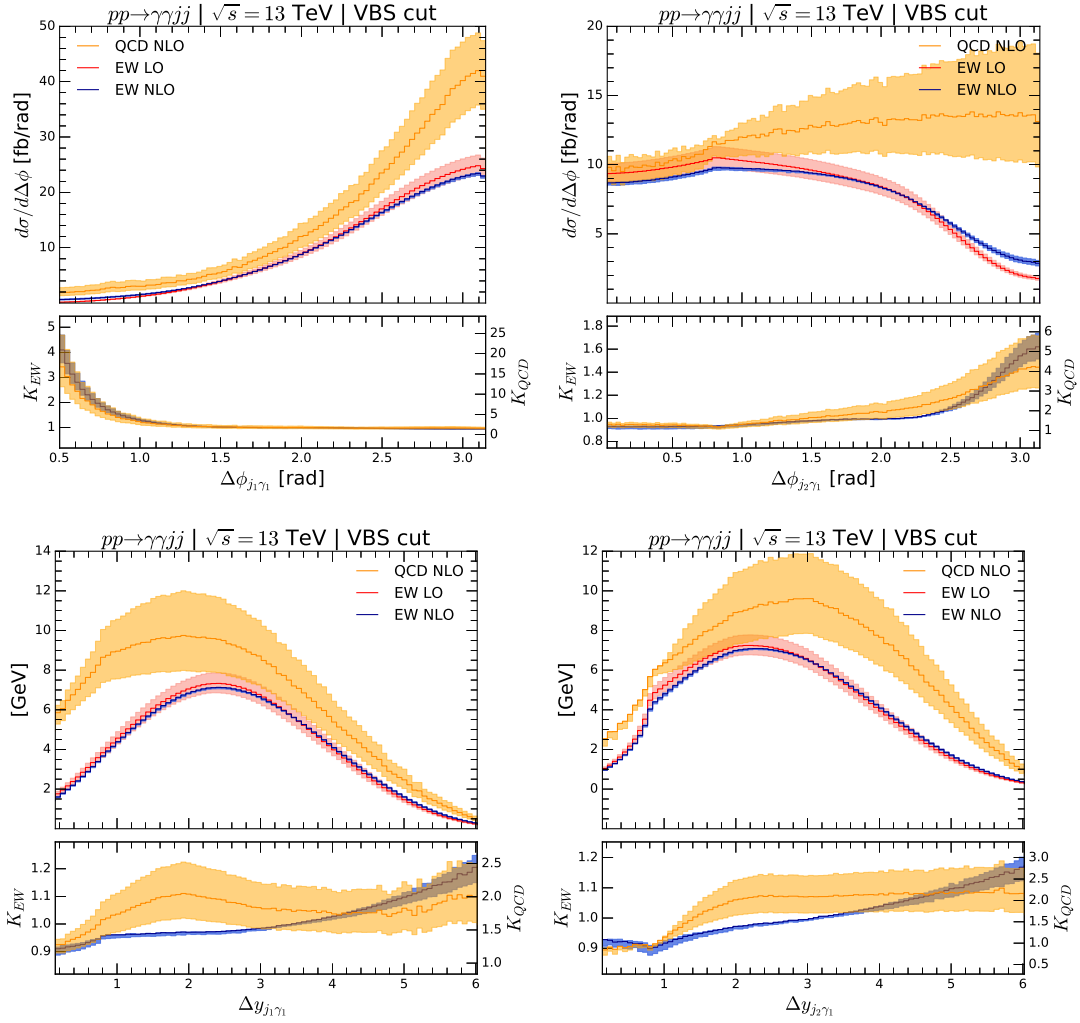 pp→γγjj | √s = 13 TeV | VBS cut
QCD NLO
EW LO
EW NLO
50
40
30
20
10
dσ/dΔϕ [fb/rad]
5
4
3
2
1
K_EW
25
20
15
10
5
0
K_QCD
0.5 1.0 1.5 2.0 2.5 3.0
Δϕ_{j₁γ₁} [rad]
pp→γγjj | √s = 13 TeV | VBS cut
QCD NLO
EW LO
EW NLO
20
15
10
5
dσ/dΔϕ [fb/rad]
1.8
1.6
1.4
1.2
1.0
0.8
K_EW
6
5
4
3
2
1
K_QCD
0.5 1.0 1.5 2.0 2.5 3.0
Δϕ_{j₂γ₁} [rad]
pp→γγjj | √s = 13 TeV | VBS cut
QCD NLO
EW LO
EW NLO
14
12
10
8
6
4
2
[GeV]
1.2
1.1
1.0
0.9
K_EW
2.5
2.0
1.5
1.0
K_QCD
1 2 3 4 5 6
Δy_{j₁γ₁}
pp→γγjj | √s = 13 TeV | VBS cut
QCD NLO
EW LO
EW NLO
12
10
8
6
4
2
0
[GeV]
1.2
1.1
1.0
0.9
K_EW
3.0
2.5
2.0
1.5
1.0
0.5
K_QCD
1 2 3 4 5 6
Δy_{j₂γ₁}